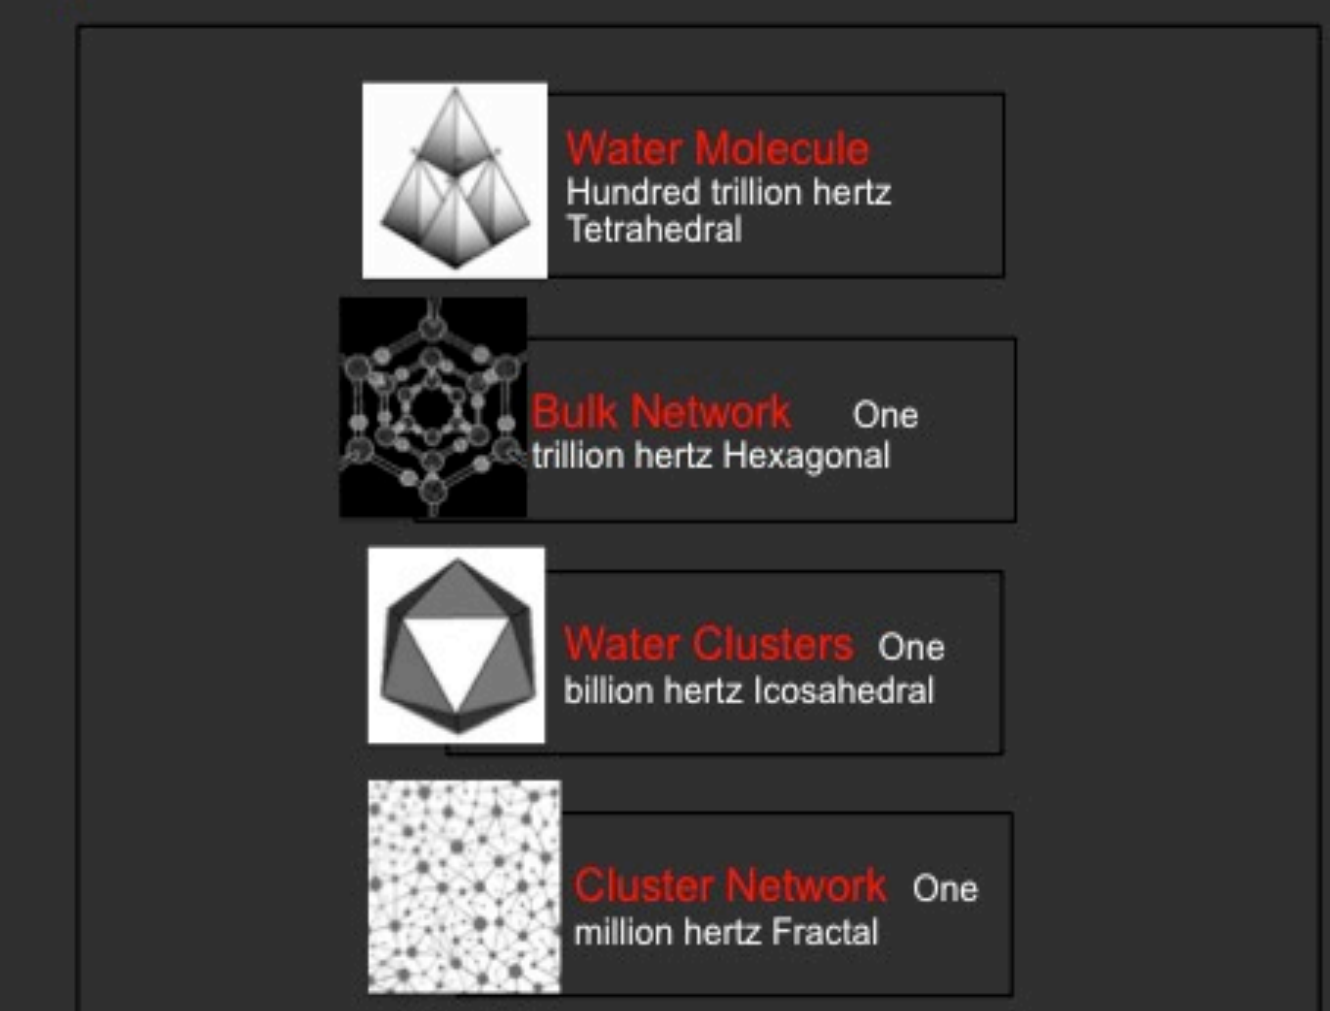 Water Molecule
Hundred trillion hertz
Tetrahedral
Bulk Network One
trillion hertz Hexagonal
Water Clusters One
billion hertz Icosahedral
Cluster Network One
million hertz Fractal